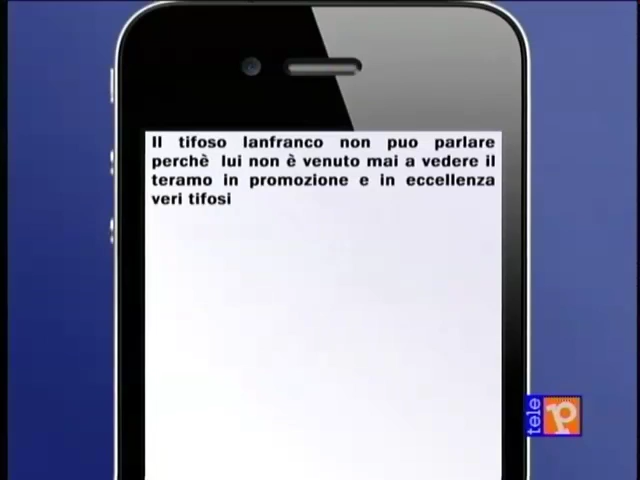 Il tifoso lanfranco non puo parlare
perchè lui non è venuto mai a vedere il
teramo in promozione e in eccellenza
veri tifosi
tele
p